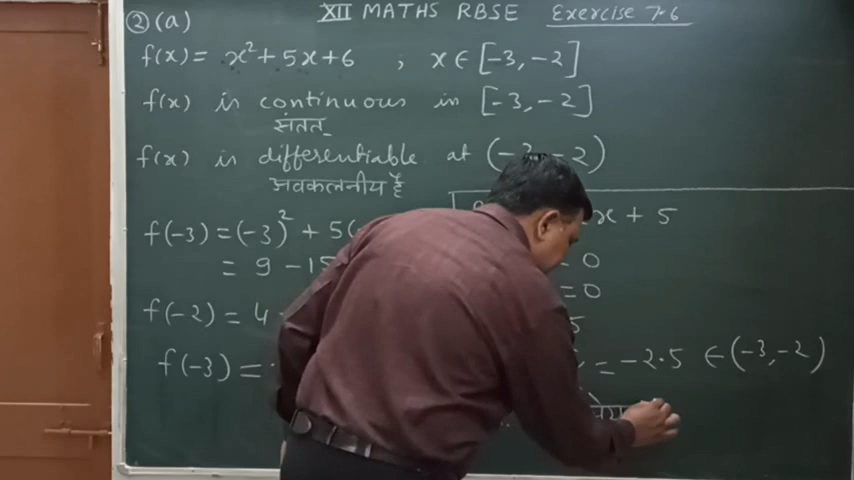 XII MATHS RBSE Exercise 7.6
② (a)
f(x) = x² + 5x + 6 ; x ∈ [-3, -2]
f(x) is continuous in [-3, -2]
संतत
f(x) is differentiable at (-3, -2)
अवकलनीय है
f(-3) = (-3)² + 5(
= 9 - 15
f(-2) = 4
f(-3) =
x + 5
= 0
= -2.5 ∈ (-3, -2)